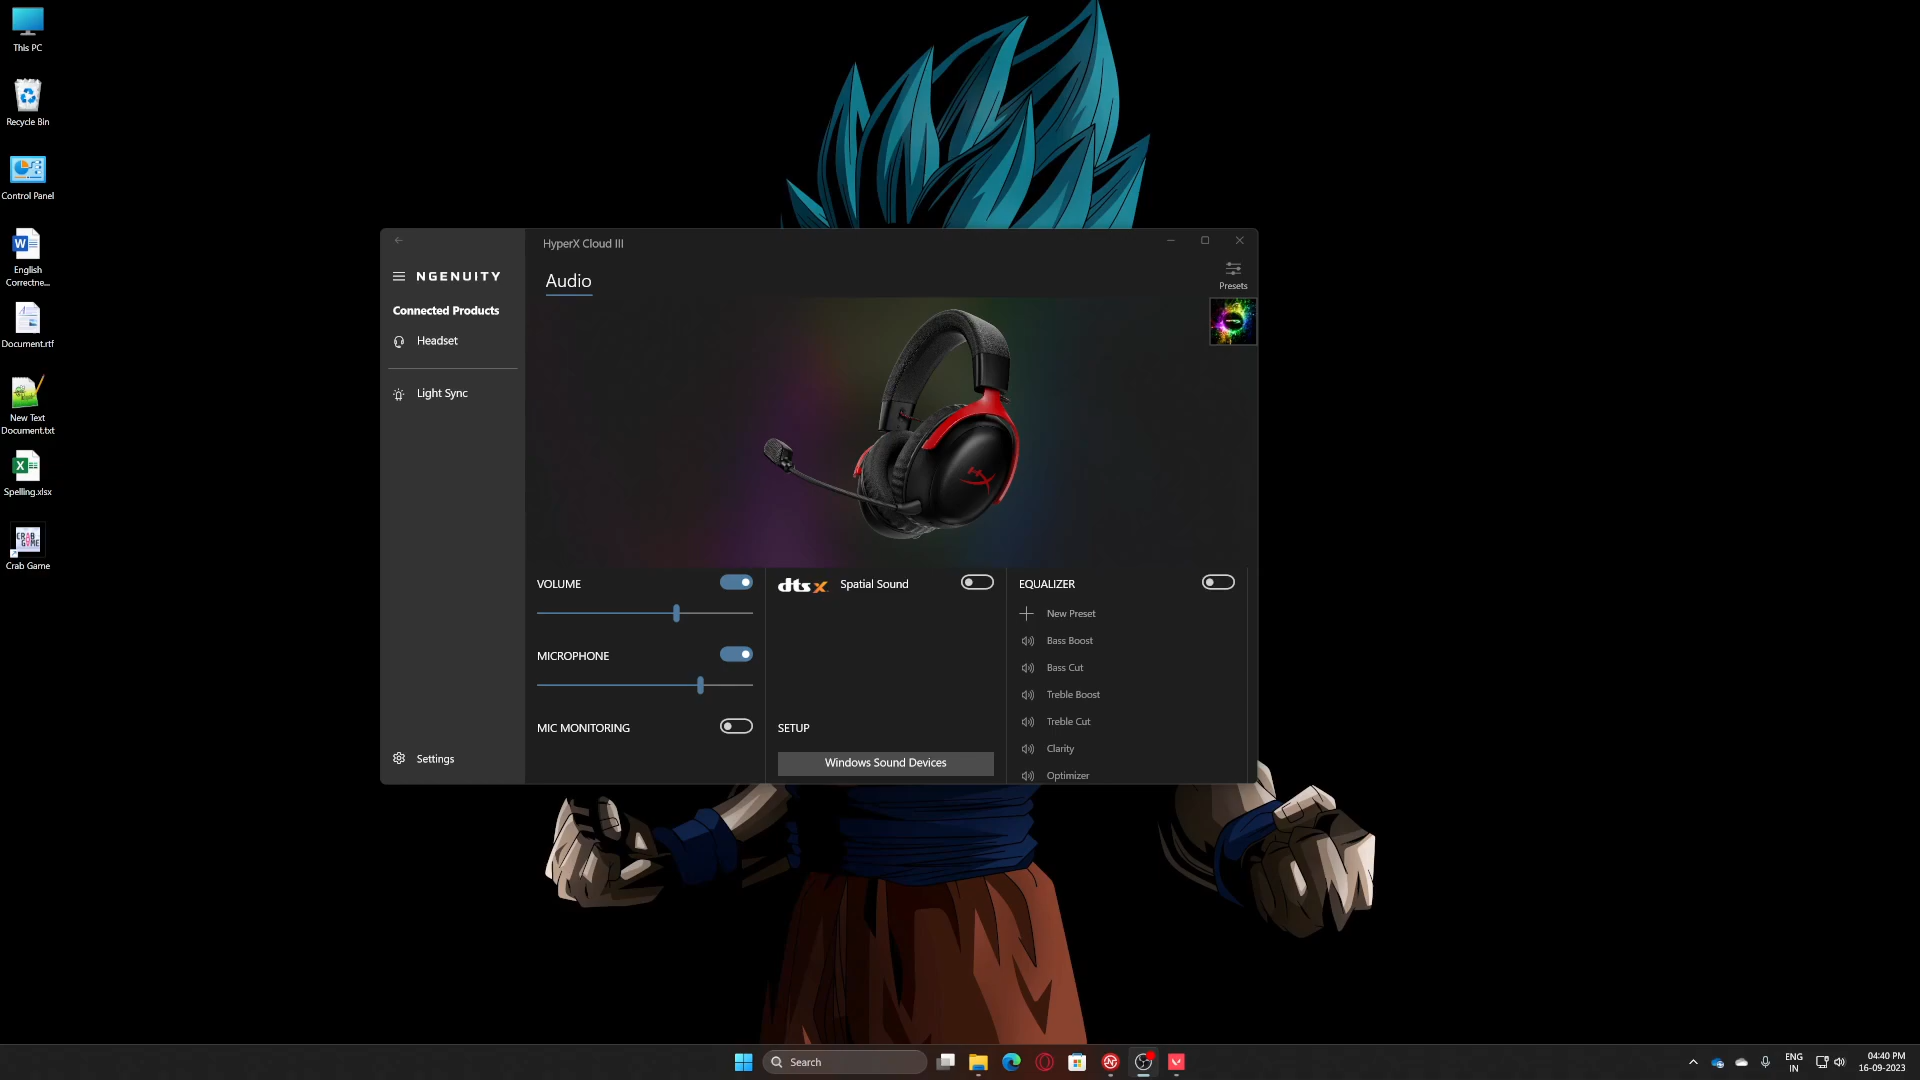 This PC
Recycle Bin
Control Panel
W
English
Correctne...
Document.rtf
New Text
Document.txt
X
Spelling.xlsx
CRAB
GAME
Crab Game
HyperX Cloud III
NGENUITY
Connected Products
Headset
Light Sync
Settings
Audio
Presets
HX
VOLUME
MICROPHONE
MIC MONITORING
dts x Spatial Sound
SETUP
Windows Sound Devices
EQUALIZER
New Preset
Bass Boost
Bass Cut
Treble Boost
Treble Cut
Clarity
Optimizer
Search
ENG
IN
04:40 PM
16-09-2023